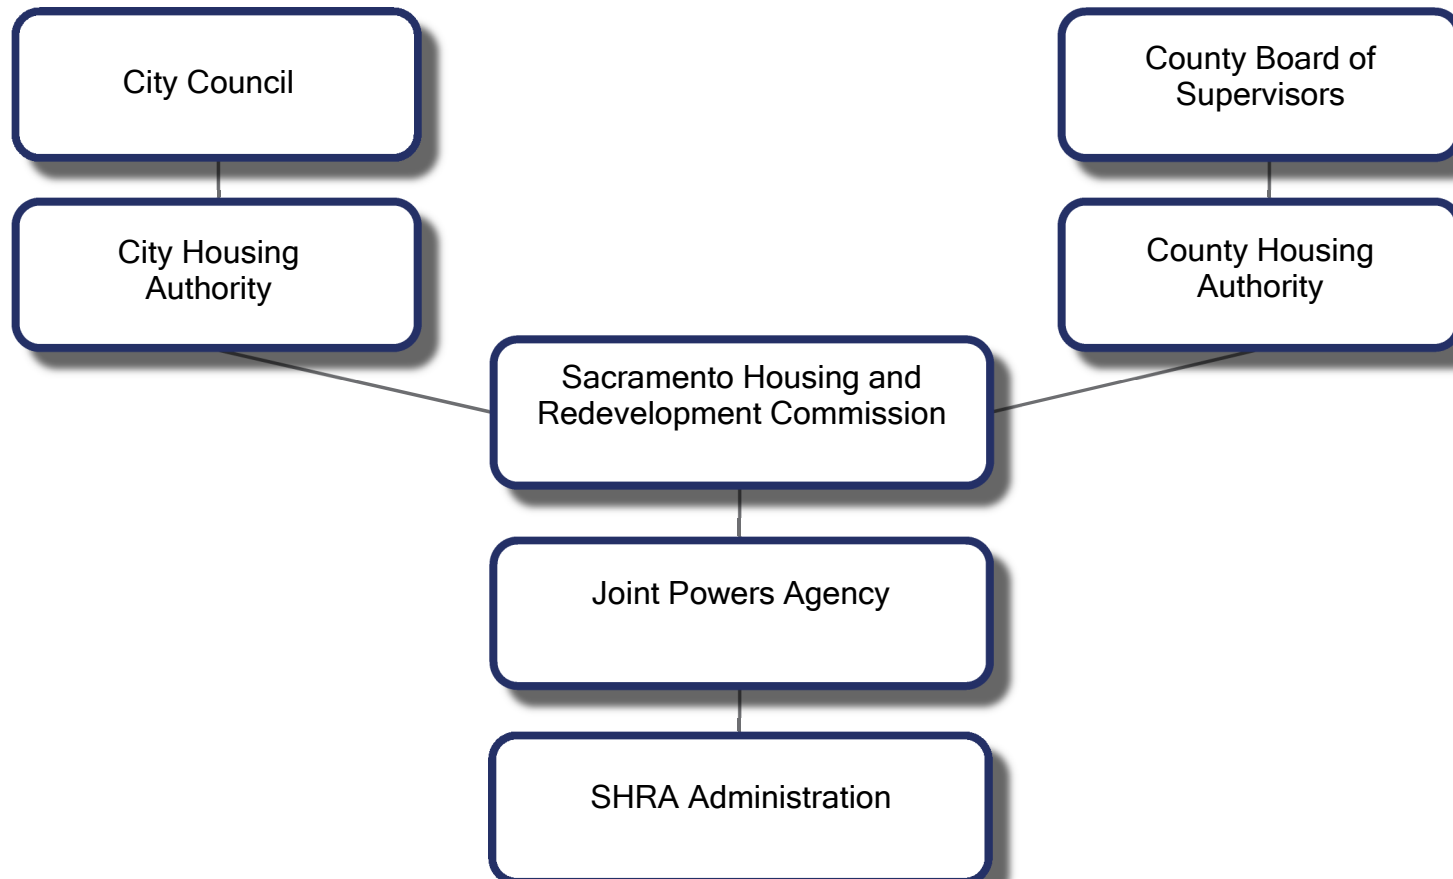 City Council
County Board of
Supervisors
City Housing
Authority
County Housing
Authority
Sacramento Housing and
Redevelopment Commission
Joint Powers Agency
SHRA Administration